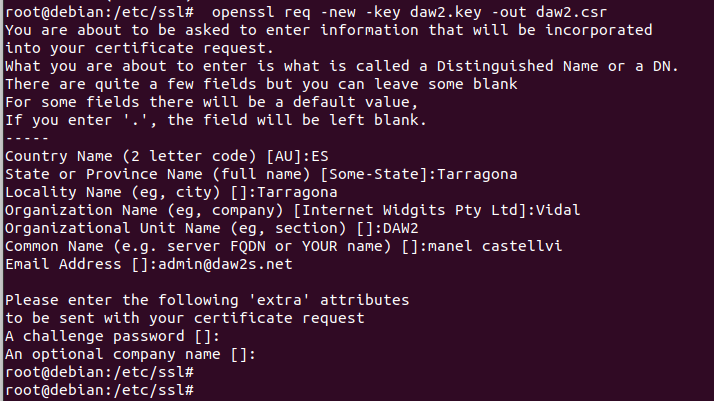 root@debian:/etc/ssl#  openssl req -new -key daw2.key -out daw2.csr
You are about to be asked to enter information that will be incorporated
into your certificate request.
What you are about to enter is what is called a Distinguished Name or a DN.
There are quite a few fields but you can leave some blank
For some fields there will be a default value,
If you enter '.', the field will be left blank.
-----
Country Name (2 letter code) [AU]:ES
State or Province Name (full name) [Some-State]:Tarragona
Locality Name (eg, city) []:Tarragona
Organization Name (eg, company) [Internet Widgits Pty Ltd]:Vidal
Organizational Unit Name (eg, section) []:DAW2
Common Name (e.g. server FQDN or YOUR name) []:manel castellvi
Email Address []:admin@daw2s.net

Please enter the following 'extra' attributes
to be sent with your certificate request
A challenge password []:
An optional company name []:
root@debian:/etc/ssl#
root@debian:/etc/ssl#